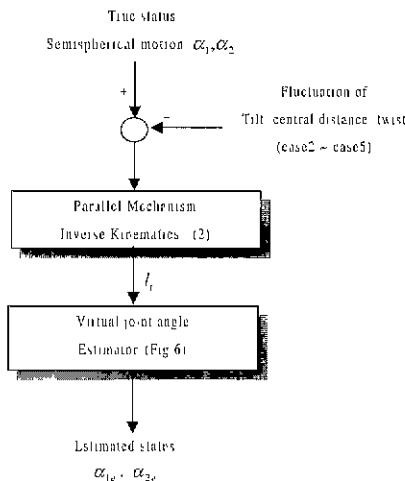 True status
Semispherical motion α₁,α₂
+
−
Fluctuation of
Tilt central distance twist
(case2 ~ case5)
Parallel Mechanism
Inverse Kinematics (2)
lᵢ
Virtual joint angle
Estimator (Fig 6)
Estimated states
α₁ₑ , α₂ₑ